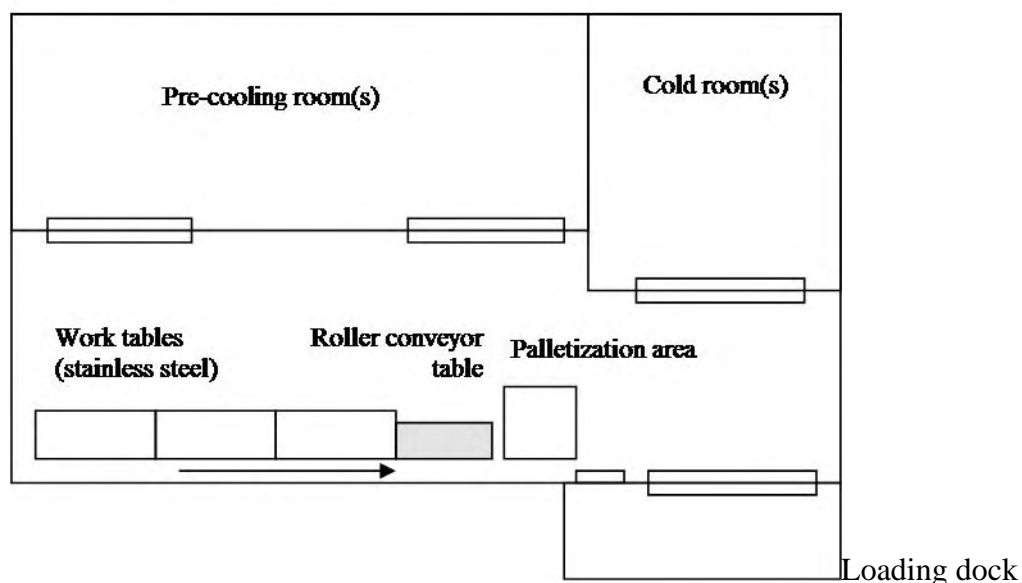 Pre-cooling room(s)
Cold room(s)
Work tables
(stainless steel)
Roller conveyor
table
Palletization area
Loading dock